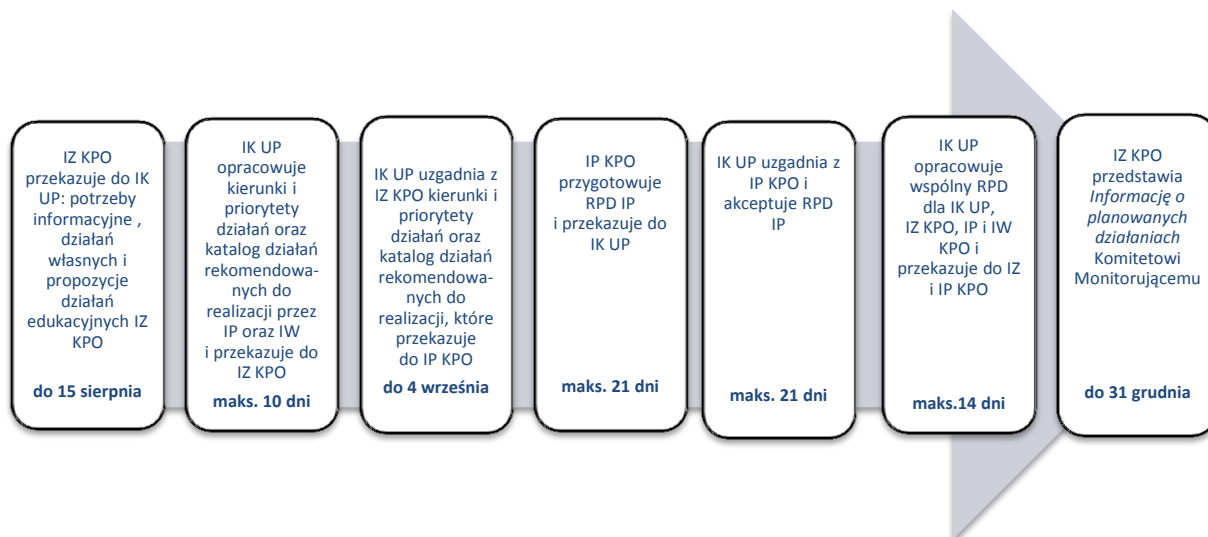 IZ KPO
przekazuje do IK
UP: potrzeby
informacyjne ,
działań
własnych i
propozycje
działań
edukacyjnych IZ
KPO
do 15 sierpnia
IK UP
opracowuje
kierunki i
priorytety
działań oraz
katalog działań
rekomendowa-
nych do
realizacji przez
IP oraz IW
i przekazuje do
IZ KPO
maks. 10 dni
IK UP uzgadnia z
IZ KPO kierunki i
priorytety
działań oraz
katalog działań
rekomendowa-
nych do
realizacji, które
przekazuje
do IP KPO
do 4 września
IP KPO
przygotowuje
RPD IP
i przekazuje do
IK UP
maks. 21 dni
IK UP uzgadnia z
IP KPO i
akceptuje RPD
IP
maks. 21 dni
IK UP
opracowuje
wspólny RPD
dla IK UP,
IZ KPO, IP i IW
KPO i
przekazuje do IZ
i IP KPO
maks.14 dni
IZ KPO
przedstawia
Informację o
planowanych
działaniach
Komitetowi
Monitorującemu
do 31 grudnia